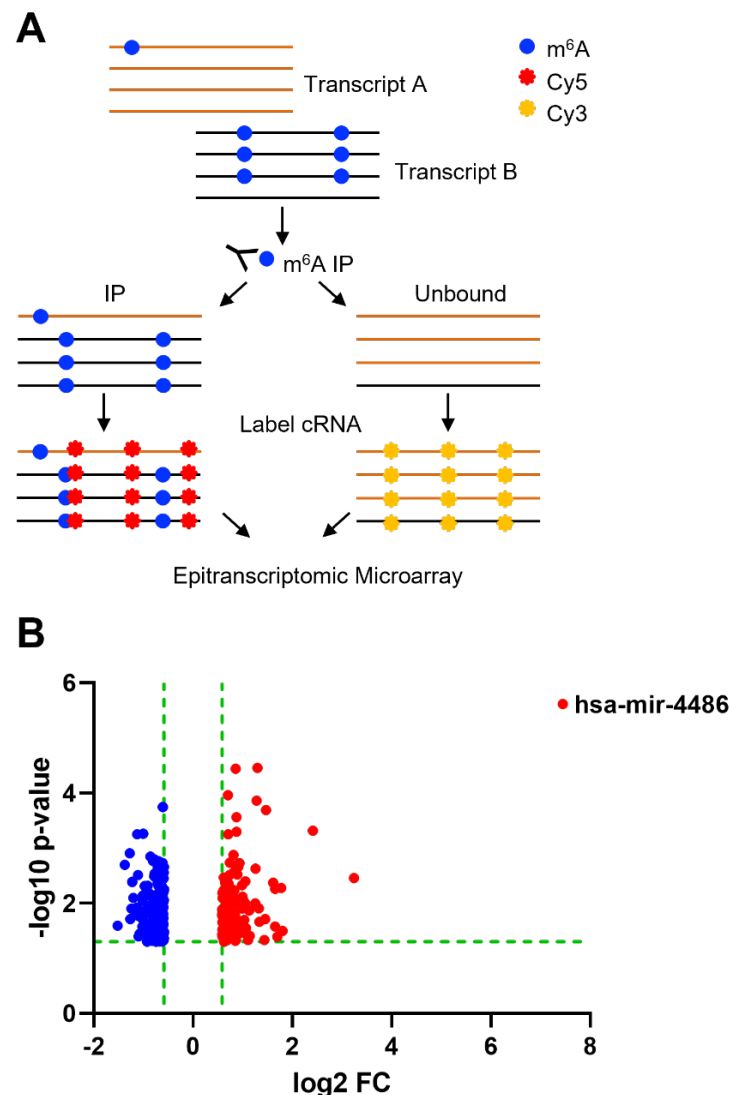 A
m⁶A
Cy5
Cy3
Transcript A
Transcript B
m⁶A IP
IP
Unbound
Label cRNA
Epitranscriptomic Microarray
B
-log10 p-value
6
4
2
0
hsa-mir-4486
-2
0
2
4
6
8
log2 FC